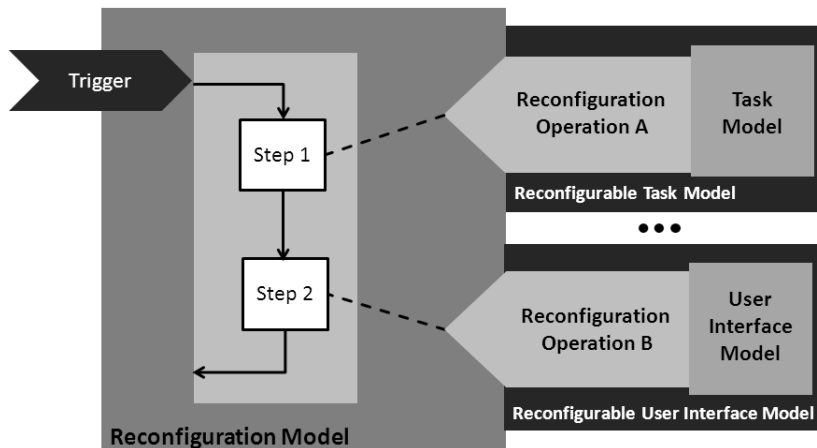 Trigger
Step 1
Step 2
Reconfiguration Model
Reconfiguration
Operation A
Task
Model
Reconfigurable Task Model
•••
Reconfiguration
Operation B
User
Interface
Model
Reconfigurable User Interface Model